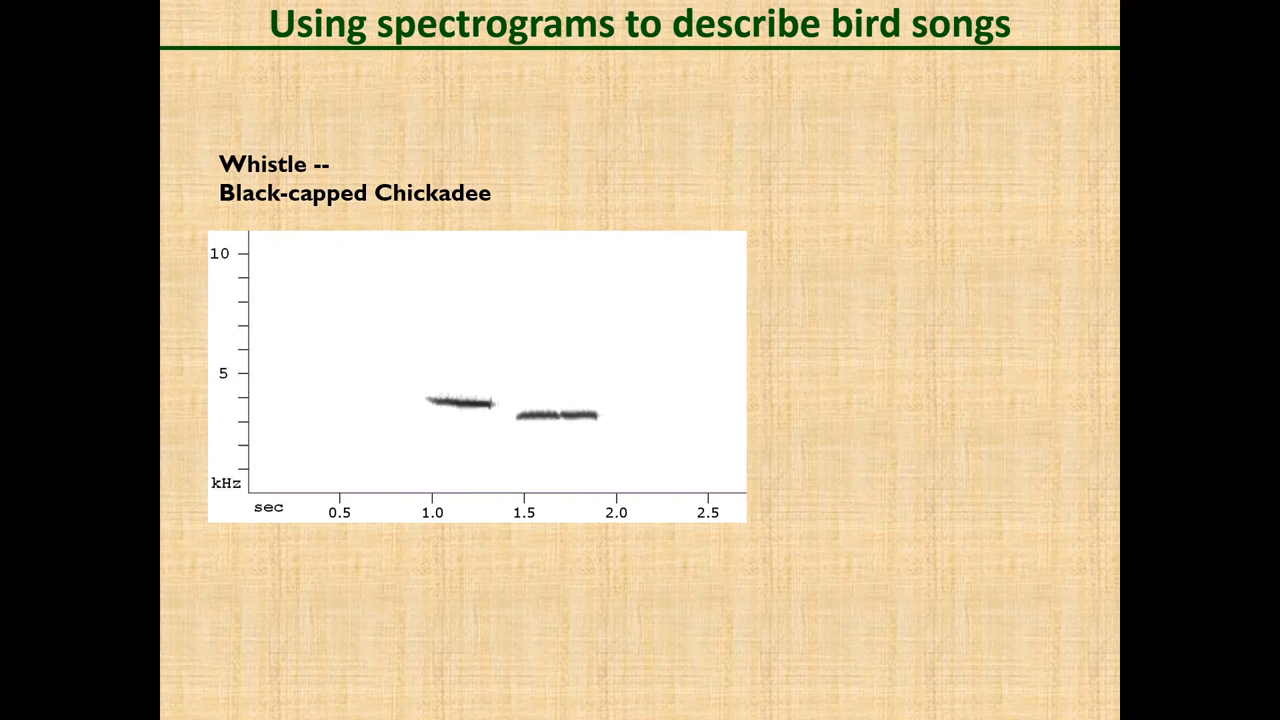 Using spectrograms to describe bird songs
Whistle --
Black-capped Chickadee
10
5
kHz
sec
0.5 1.0 1.5 2.0 2.5